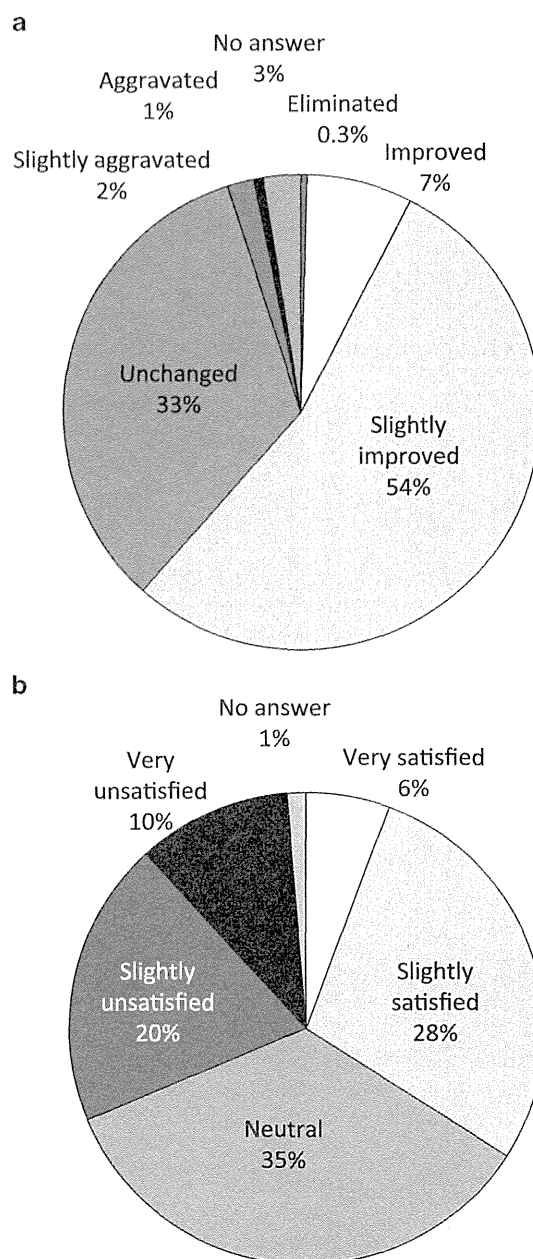 a
No answer
3%
Aggravated
1%
Eliminated
0.3%
Slightly aggravated
2%
Improved
7%
Unchanged
33%
Slightly
improved
54%
b
No answer
1%
Very
unsatisfied
10%
Very satisfied
6%
Slightly
unsatisfied
20%
Slightly
satisfied
28%
Neutral
35%